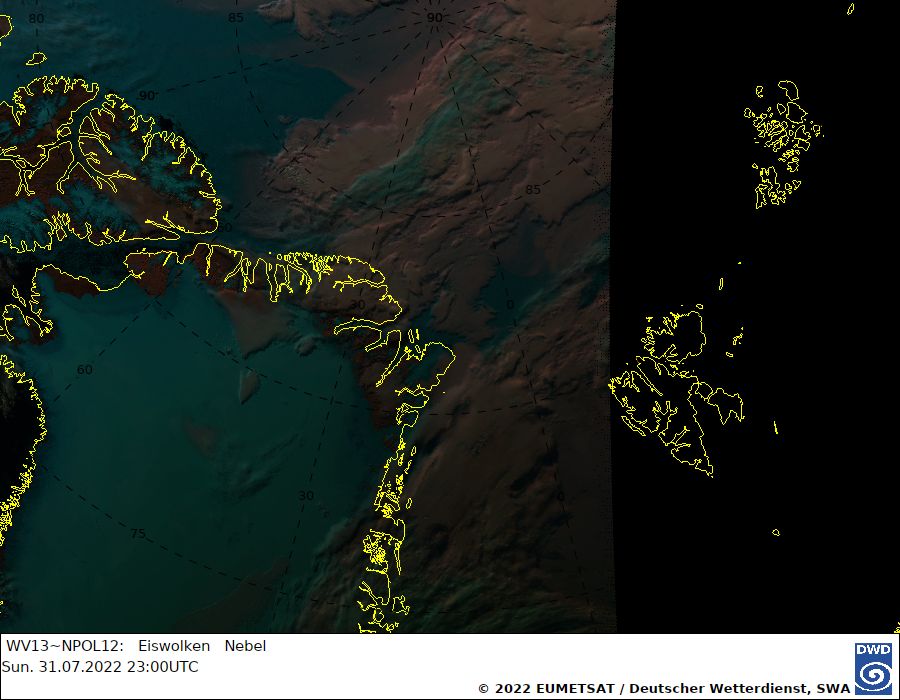 80
85
90
90
85
0
30
60
30
0
75
WV13~NPOL12: Eiswolken Nebel
Sun. 31.07.2022 23:00UTC
DWD
© 2022 EUMETSAT / Deutscher Wetterdienst, SWA